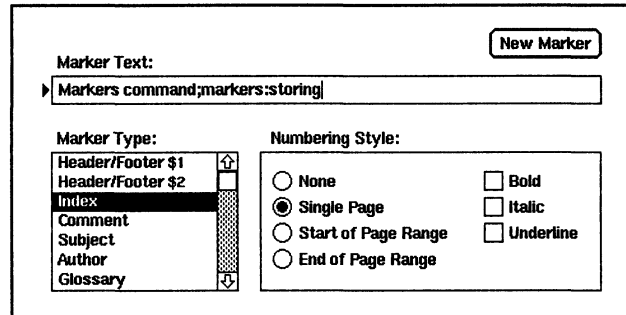 New Marker
Marker Text:
Markers command;markers:storing
Marker Type:
Header/Footer $1
Header/Footer $2
Index
Comment
Subject
Author
Glossary
Numbering Style:
None
Single Page
Start of Page Range
End of Page Range
Bold
Italic
Underline